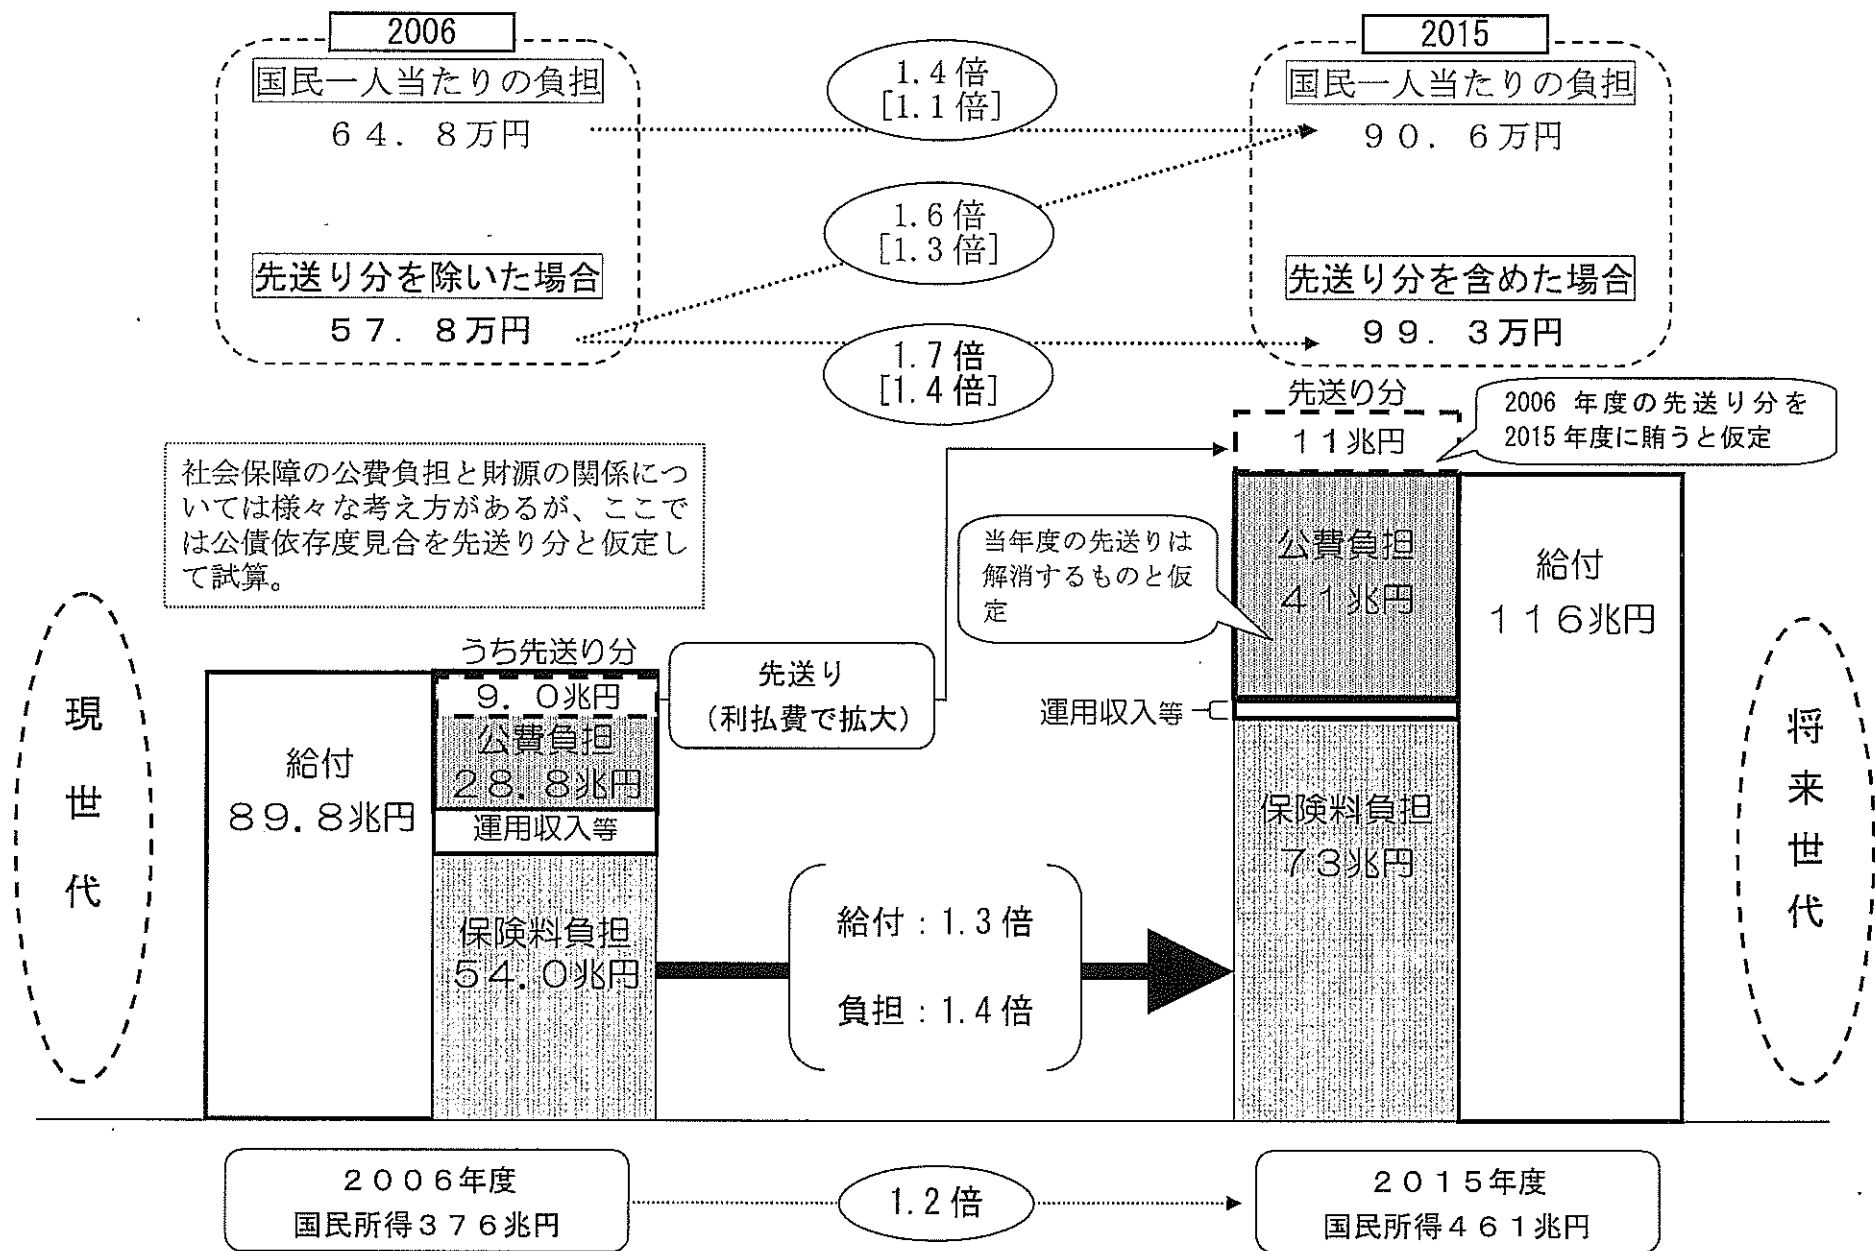 2006
国民一人当たりの負担
６４．８万円
先送り分を除いた場合
５７．８万円
1.4倍
[1.1倍]
1.6倍
[1.3倍]
1.7倍
[1.4倍]
2015
国民一人当たりの負担
９０．６万円
先送り分を含めた場合
９９．３万円
社会保障の公費負担と財源の関係につ
いては様々な考え方があるが、ここで
は公債依存度見合を先送り分と仮定し
て試算。
先送り分
１１兆円
2006 年度の先送り分を
2015年度に賄うと仮定
当年度の先送りは
解消するものと仮
定
公費負担
４１兆円
運用収入等
保険料負担
７３兆円
給付
１１６兆円
将来世代
現世代
給付
８９.８兆円
うち先送り分
９．０兆円
公費負担
２８．８兆円
運用収入等
保険料負担
５４.０兆円
先送り
（利払費で拡大）
給付：1.3倍
負担：1.4倍
２００６年度
国民所得３７６兆円
1.2倍
２０１５年度
国民所得４６１兆円